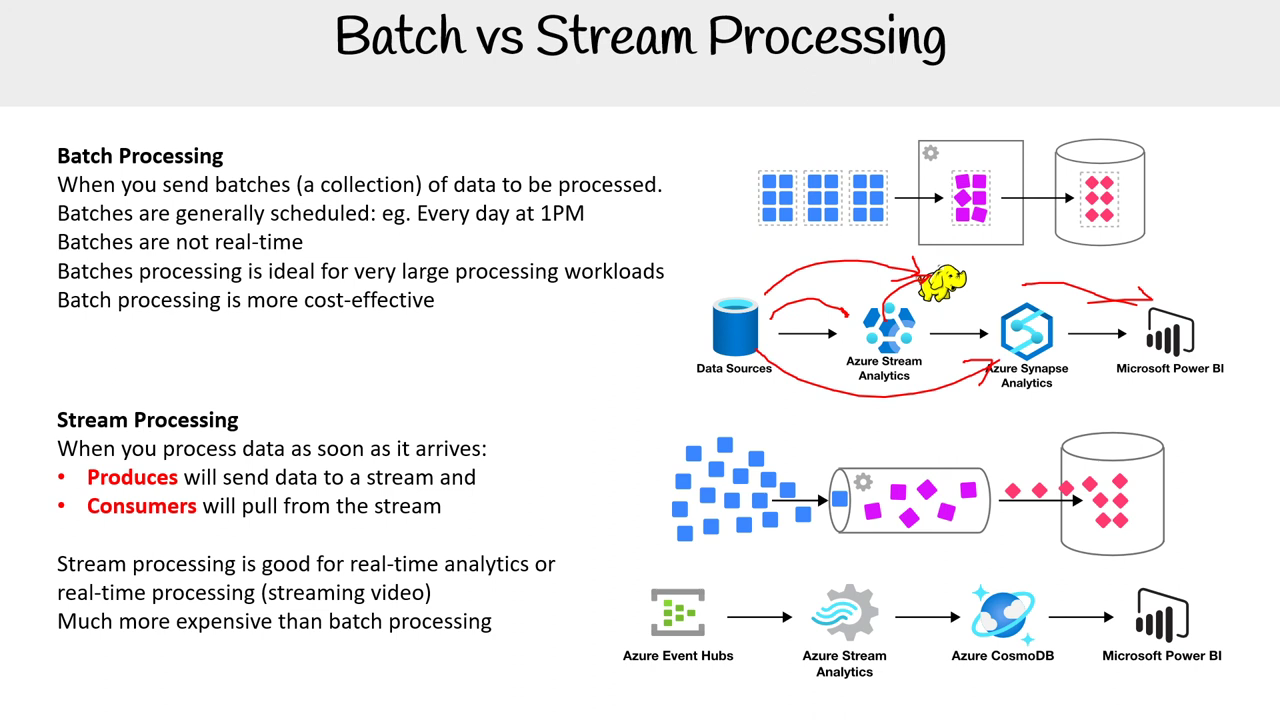 Batch vs Stream Processing
Batch Processing
When you send batches (a collection) of data to be processed.
Batches are generally scheduled: eg. Every day at 1PM
Batches are not real-time
Batches processing is ideal for very large processing workloads
Batch processing is more cost-effective
Data Sources
Azure Stream
Analytics
Azure Synapse
Analytics
Microsoft Power BI
Stream Processing
When you process data as soon as it arrives:
• Produces will send data to a stream and
• Consumers will pull from the stream
Stream processing is good for real-time analytics or
real-time processing (streaming video)
Much more expensive than batch processing
Azure Event Hubs
Azure Stream
Analytics
Azure CosmoDB
Microsoft Power BI